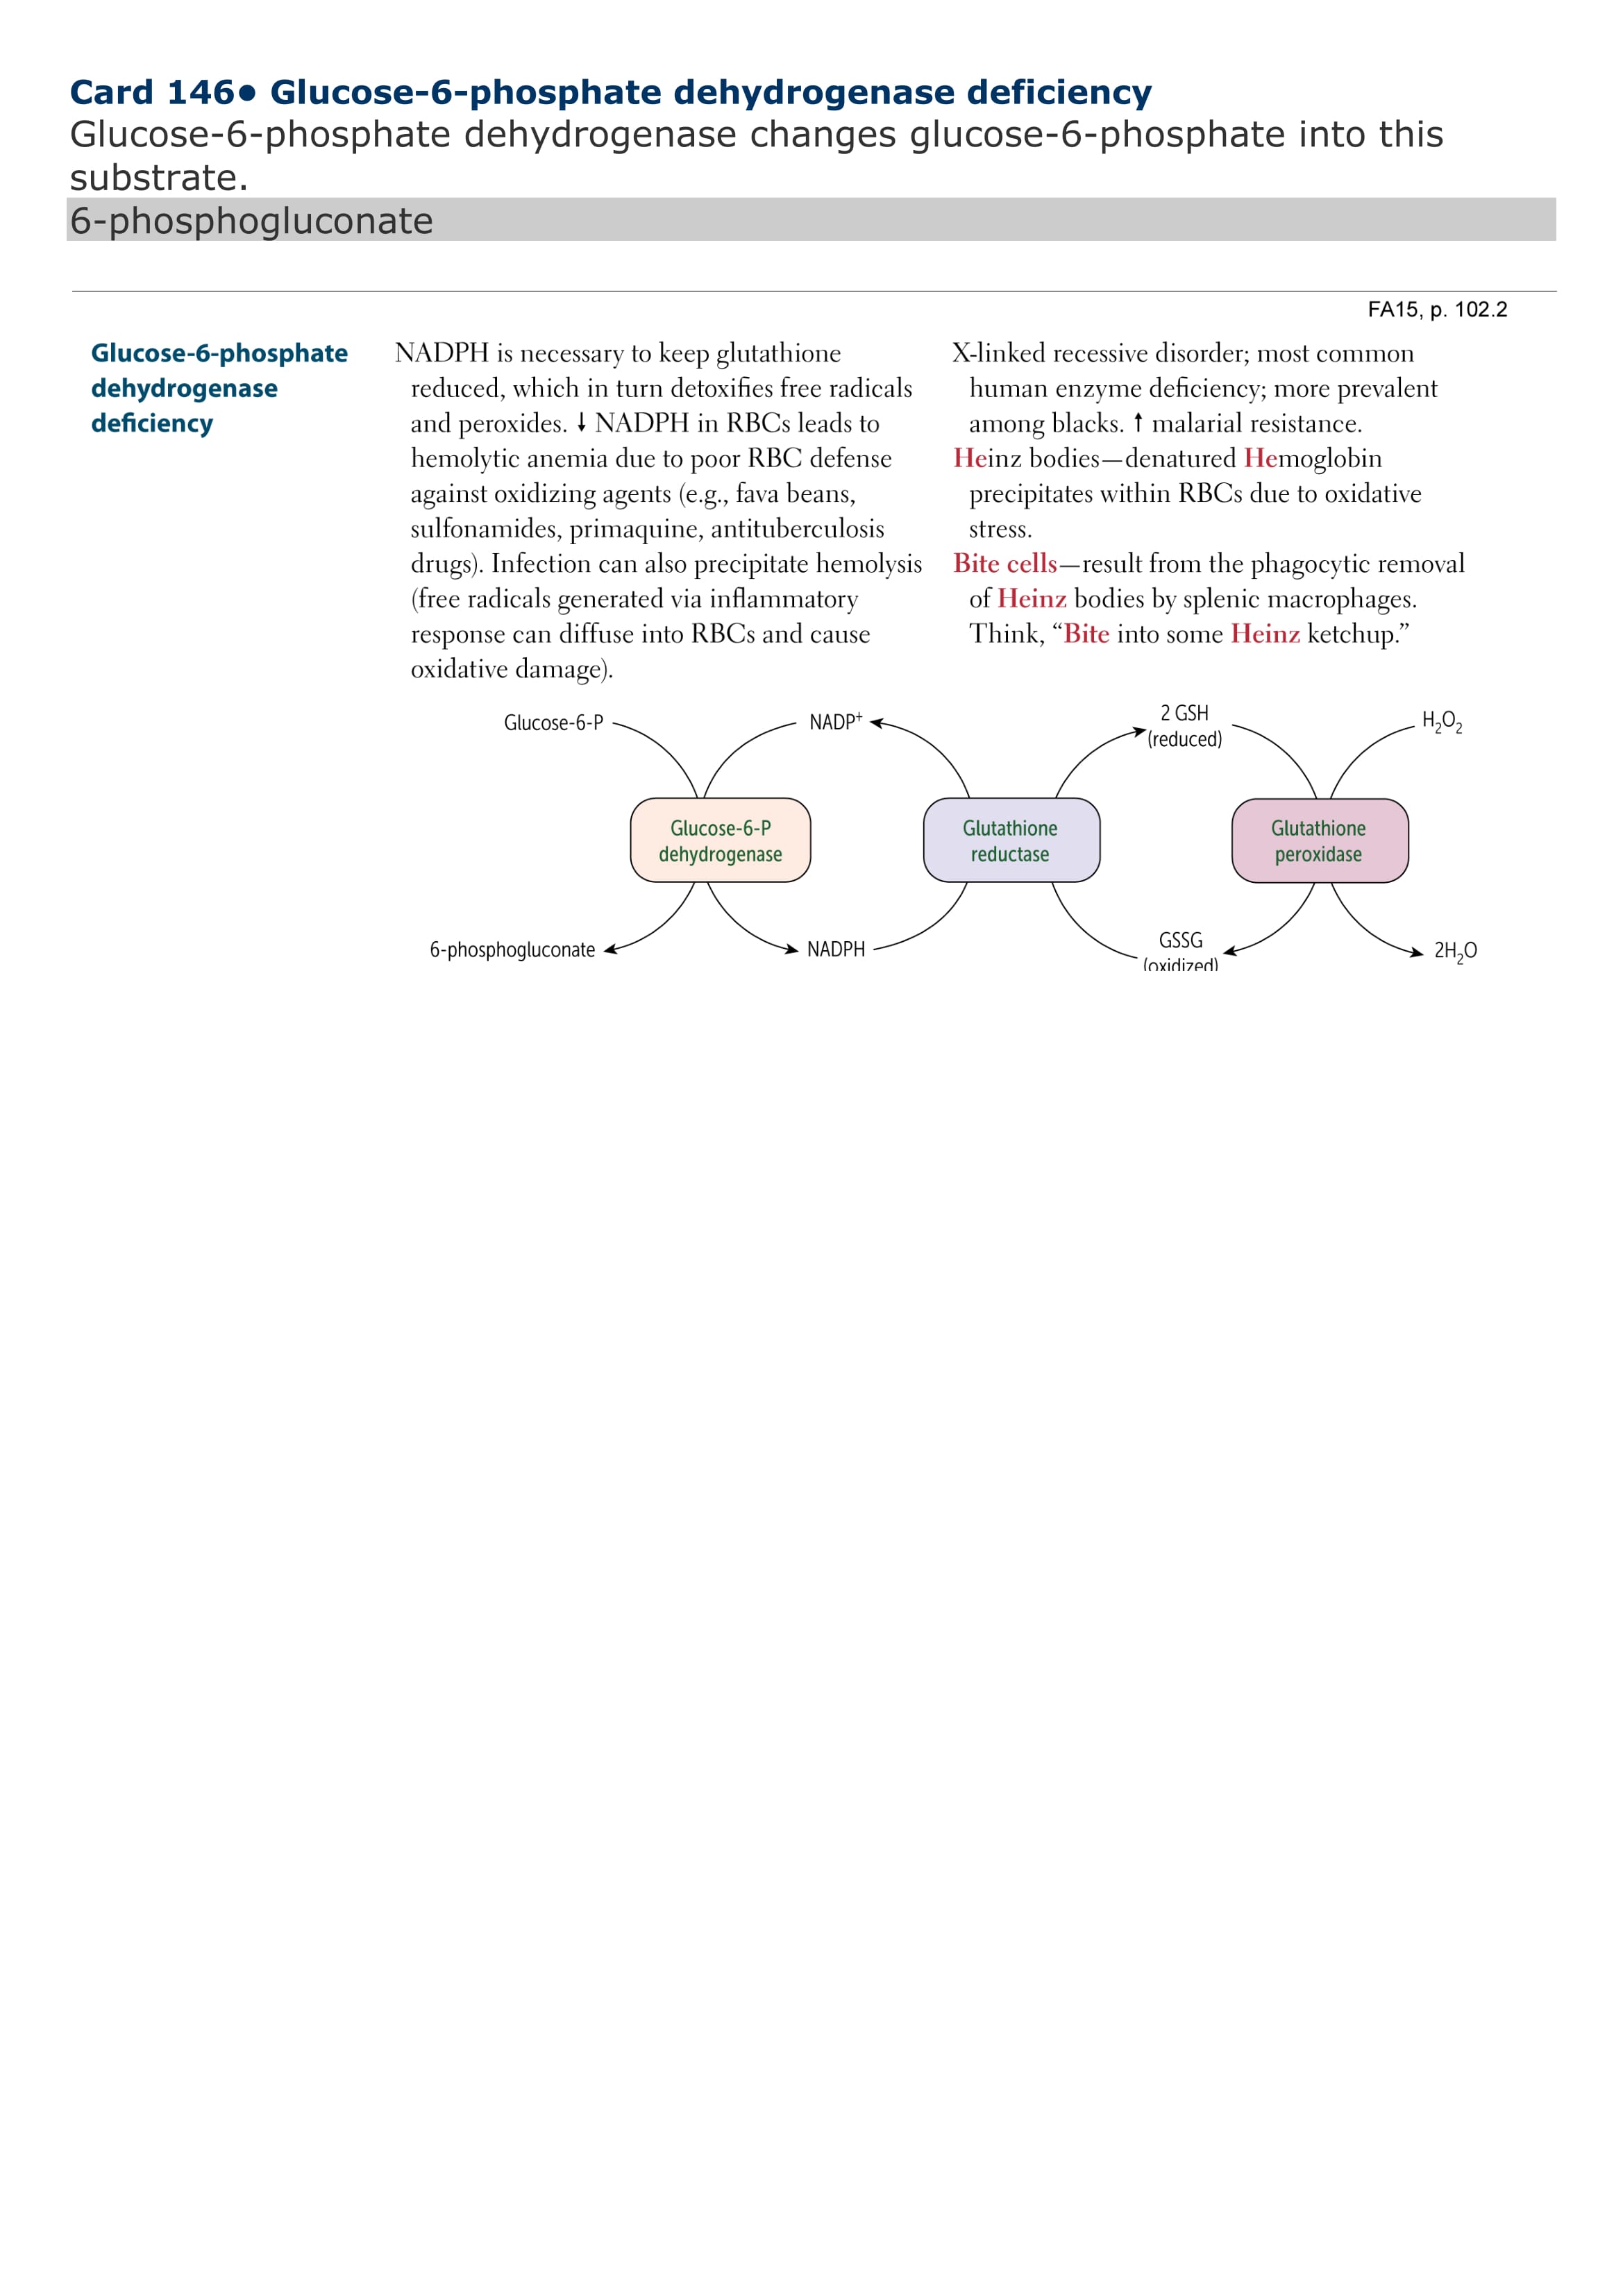 Card 146● Glucose-6-phosphate dehydrogenase deficiency
Glucose-6-phosphate dehydrogenase changes glucose-6-phosphate into this
substrate.
6-phosphogluconate
FA15, p. 102.2
Glucose-6-phosphate
dehydrogenase
deficiency
NADPH is necessary to keep glutathione
reduced, which in turn detoxifies free radicals
and peroxides. ↓ NADPH in RBCs leads to
hemolytic anemia due to poor RBC defense
against oxidizing agents (e.g., fava beans,
sulfonamides, primaquine, antituberculosis
drugs). Infection can also precipitate hemolysis
(free radicals generated via inflammatory
response can diffuse into RBCs and cause
oxidative damage).
X-linked recessive disorder; most common
human enzyme deficiency; more prevalent
among blacks. ↑ malarial resistance.
Heinz bodies—denatured Hemoglobin
precipitates within RBCs due to oxidative
stress.
Bite cells—result from the phagocytic removal
of Heinz bodies by splenic macrophages.
Think, “Bite into some Heinz ketchup.”
Glucose-6-P
NADP⁺
2 GSH
(reduced)
H₂O₂
Glucose-6-P
dehydrogenase
Glutathione
reductase
Glutathione
peroxidase
6-phosphogluconate
NADPH
GSSG
(oxidized)
2H₂O